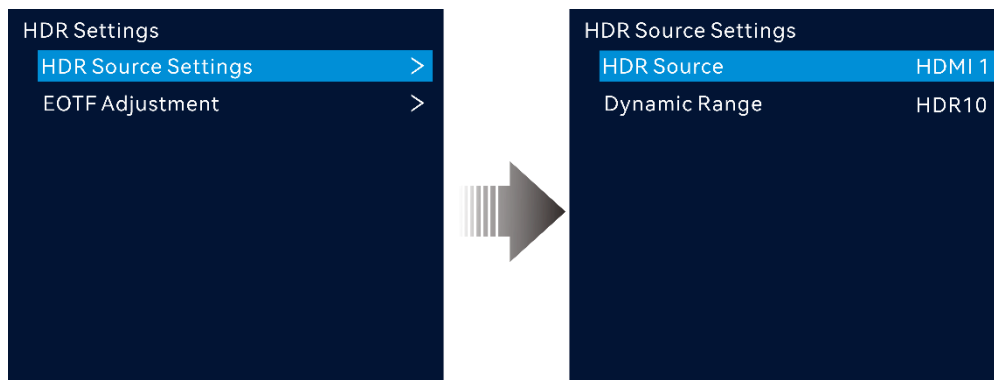 HDR Settings
HDR Source Settings >
EOTF Adjustment >
HDR Source Settings
HDR Source HDMI 1
Dynamic Range HDR10